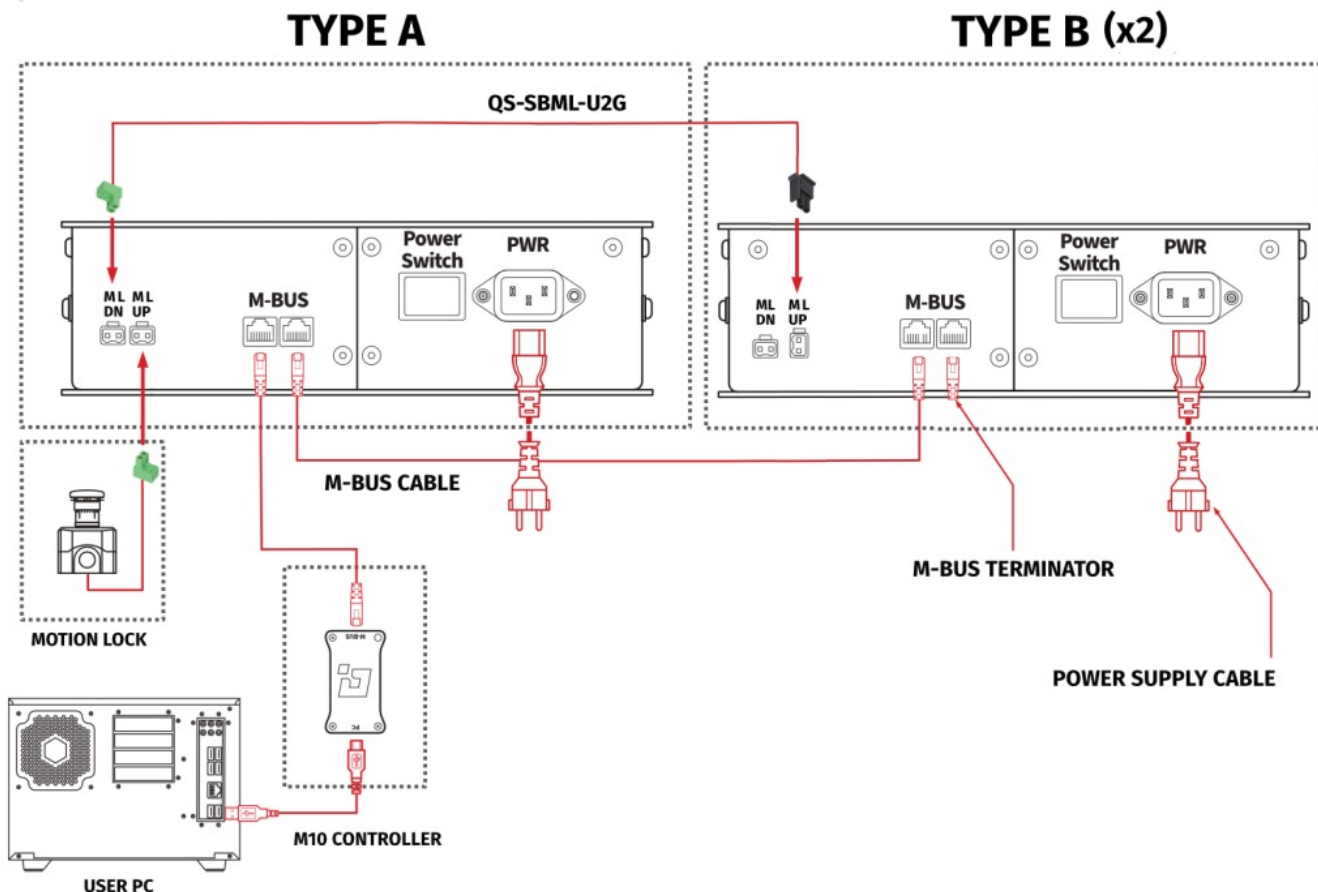 TYPE A
TYPE B (x2)
QS-SBML-U2G
Power
Switch
PWR
ML
DN
ML
UP
M-BUS
Power
Switch
PWR
ML
DN
ML
UP
M-BUS
M-BUS CABLE
M-BUS TERMINATOR
POWER SUPPLY CABLE
MOTION LOCK
M-BUS
PC
M10 CONTROLLER
USER PC